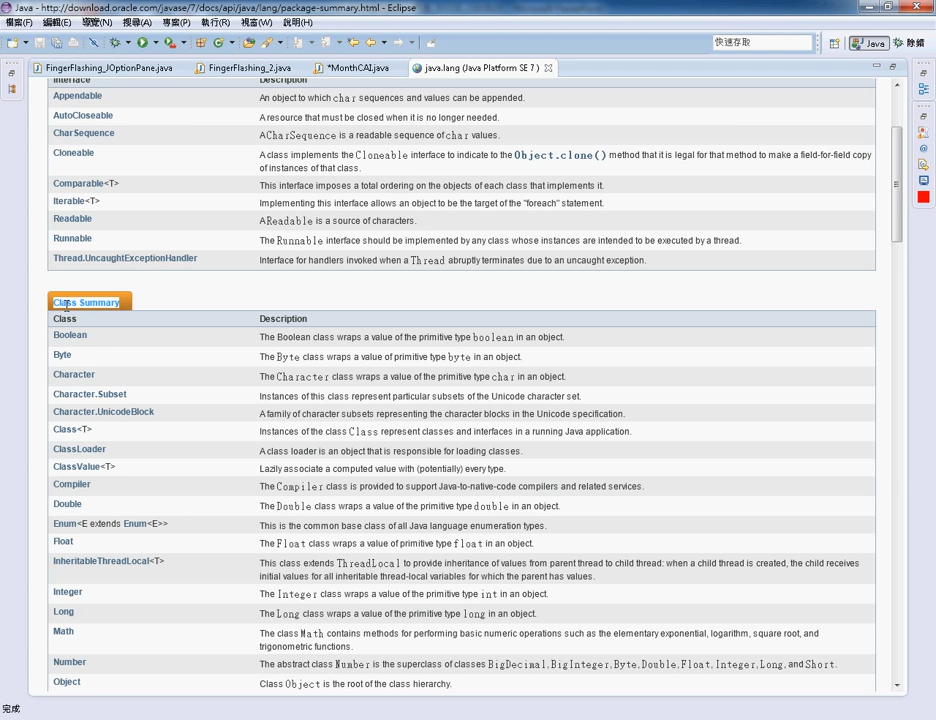 Java - http://download.oracle.com/javase/7/docs/api/java/lang/package-summary.html - Eclipse
檔案(F) 編輯(E) 導覽(N) 搜尋(A) 專案(P) 執行(R) 視窗(W) 說明(H)
快速存取 Java 除錯
FingerFlashing_JOptionPane.java FingerFlashing_2.java *MonthCAI.java java.lang (Java Platform SE 7 )
Interface Description
Appendable An object to which char sequences and values can be appended.
AutoCloseable A resource that must be closed when it is no longer needed.
CharSequence A CharSequence is a readable sequence of char values.
Cloneable A class implements the Cloneable interface to indicate to the Object.clone() method that it is legal for that method to make a field-for-field copy
of instances of that class.
Comparable<T> This interface imposes a total ordering on the objects of each class that implements it.
Iterable<T> Implementing this interface allows an object to be the target of the "foreach" statement.
Readable A Readable is a source of characters.
Runnable The Runnable interface should be implemented by any class whose instances are intended to be executed by a thread.
Thread.UncaughtExceptionHandler Interface for handlers invoked when a Thread abruptly terminates due to an uncaught exception.
Class Summary
Class Description
Boolean The Boolean class wraps a value of the primitive type boolean in an object.
Byte The Byte class wraps a value of primitive type byte in an object.
Character The Character class wraps a value of the primitive type char in an object.
Character.Subset Instances of this class represent particular subsets of the Unicode character set.
Character.UnicodeBlock A family of character subsets representing the character blocks in the Unicode specification.
Class<T> Instances of the class Class represent classes and interfaces in a running Java application.
ClassLoader A class loader is an object that is responsible for loading classes.
ClassValue<T> Lazily associate a computed value with (potentially) every type.
Compiler The Compiler class is provided to support Java-to-native-code compilers and related services.
Double The Double class wraps a value of the primitive type double in an object.
Enum<E extends Enum<E>> This is the common base class of all Java language enumeration types.
Float The Float class wraps a value of primitive type float in an object.
InheritableThreadLocal<T> This class extends ThreadLocal to provide inheritance of values from parent thread to child thread: when a child thread is created, the child receives
initial values for all inheritable thread-local variables for which the parent has values.
Integer The Integer class wraps a value of the primitive type int in an object.
Long The Long class wraps a value of the primitive type long in an object.
Math The class Math contains methods for performing basic numeric operations such as the elementary exponential, logarithm, square root, and
trigonometric functions.
Number The abstract class Number is the superclass of classes BigDecimal, BigInteger, Byte, Double, Float, Integer, Long, and Short.
Object Class Object is the root of the class hierarchy.
完成